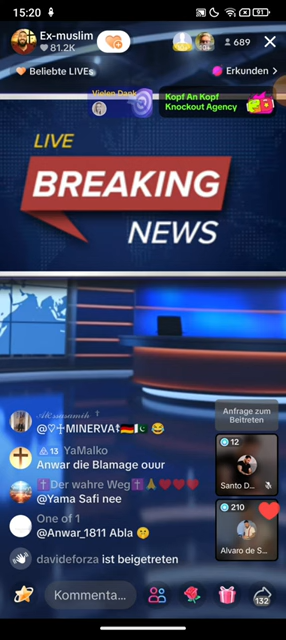 15:20
91
Ex-muslim
81.2K
689
Beliebte LIVEs
Erkunden >
Vielen Dank
Kopf An Kopf
Knockout Agency
LIVE
BREAKING
NEWS
@♡☥MINERVA☦🇩🇪🇵🇰 😂
13 YaMalko
Anwar die Blamage ouur
✝️Der wahre Weg✝️🙏❤️❤️❤️
@Yama Safi nee
One of 1
@Anwar_1811 Abla 🤫
davideforza ist beigetreten
Anfrage zum
Beitreten
12
Santo D...
210
Alvaro de S...
Kommenta...
132